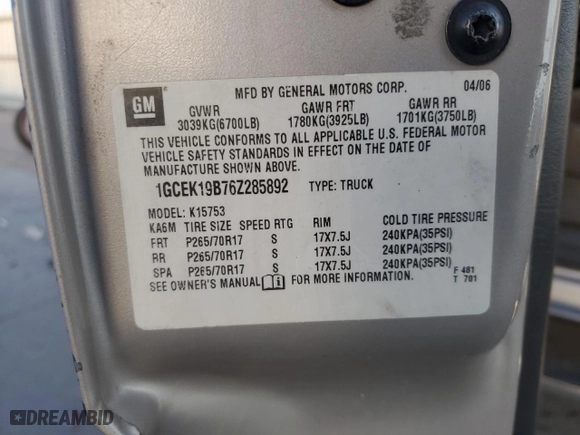 GM
MFD BY GENERAL MOTORS CORP. 04/06
GVWR GAWR FRT GAWR RR
3039KG(6700LB) 1780KG(3925LB) 1701KG(3750LB)
THIS VEHICLE CONFORMS TO ALL APPLICABLE U.S. FEDERAL MOTOR
VEHICLE SAFETY STANDARDS IN EFFECT ON THE DATE OF
MANUFACTURE SHOWN ABOVE.
1GCEK19B76Z285892 TYPE: TRUCK
MODEL: K15753
KA6M TIRE SIZE SPEED RTG RIM COLD TIRE PRESSURE
FRT P265/70R17 S 17X7.5J 240KPA(35PSI)
RR P265/70R17 S 17X7.5J 240KPA(35PSI)
SPA P265/70R17 S 17X7.5J 240KPA(35PSI)
SEE OWNER'S MANUAL FOR MORE INFORMATION.
F 481
T 701
DREAMBID